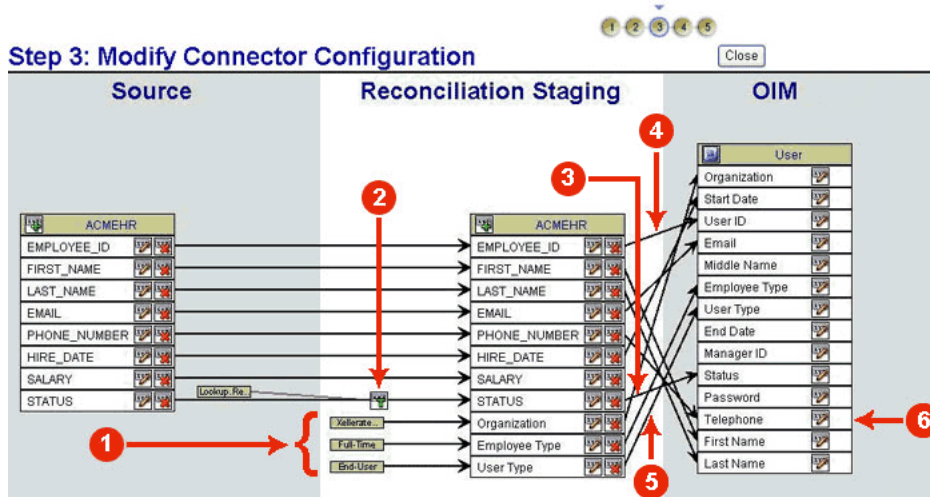 1 2 3 4 5
Step 3: Modify Connector Configuration
Close
Source
Reconciliation Staging
OIM
4
User
3
Organization
2
Start Date
ACMEHR
ACMEHR
User ID
EMPLOYEE_ID
EMPLOYEE_ID
Email
FIRST_NAME
FIRST_NAME
Middle Name
LAST_NAME
LAST_NAME
Employee Type
EMAIL
EMAIL
User Type
PHONE_NUMBER
PHONE_NUMBER
End Date
HIRE_DATE
HIRE_DATE
Manager ID
SALARY
SALARY
Status
Lookup.Re..
STATUS
STATUS
Password
Xellerate...
Organization
Telephone
6
1
Full-Time
Employee Type
First Name
End-User
User Type
Last Name
5